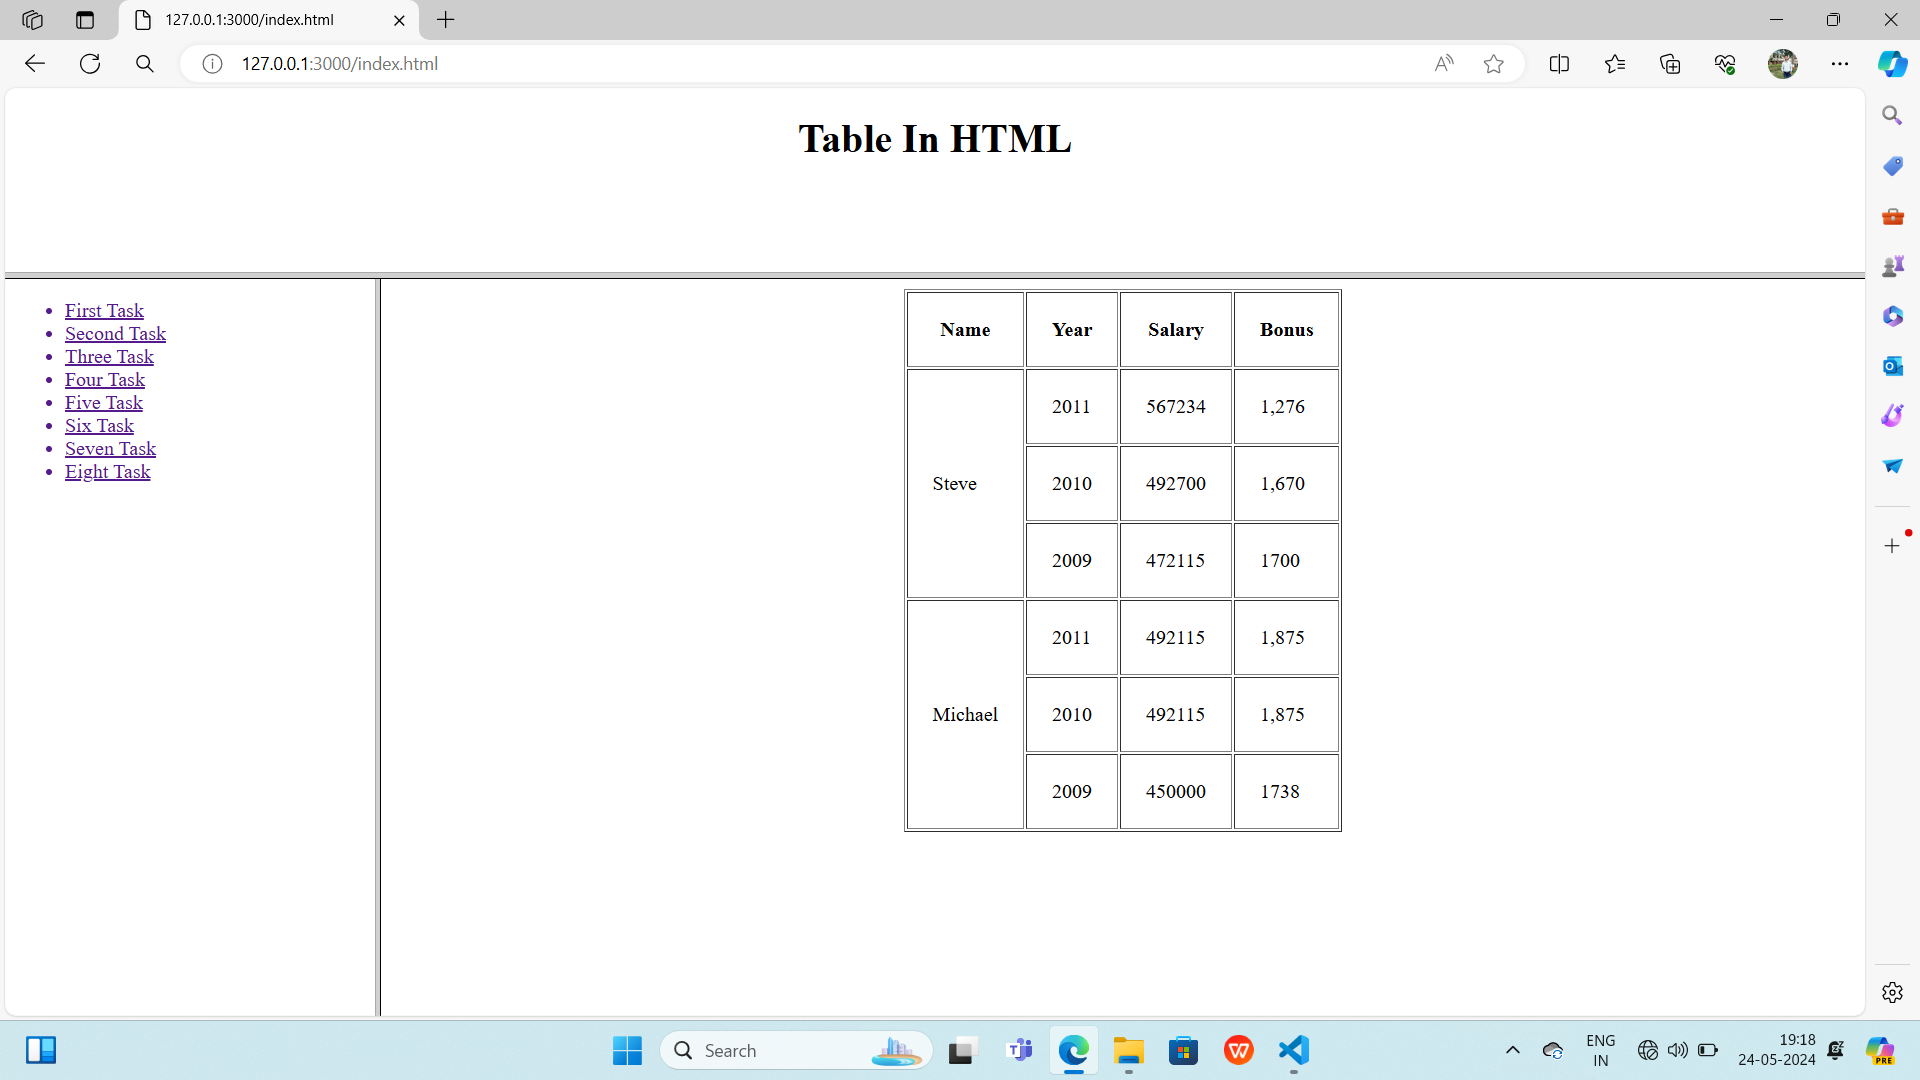 127.0.0.1:3000/index.html
127.0.0.1:3000/index.html
Table In HTML
First Task
Second Task
Three Task
Four Task
Five Task
Six Task
Seven Task
Eight Task
Name Year Salary Bonus
Steve 2011 567234 1,276
2010 492700 1,670
2009 472115 1700
Michael 2011 492115 1,875
2010 492115 1,875
2009 450000 1738
Search
ENG
IN
19:18
24-05-2024
PRE